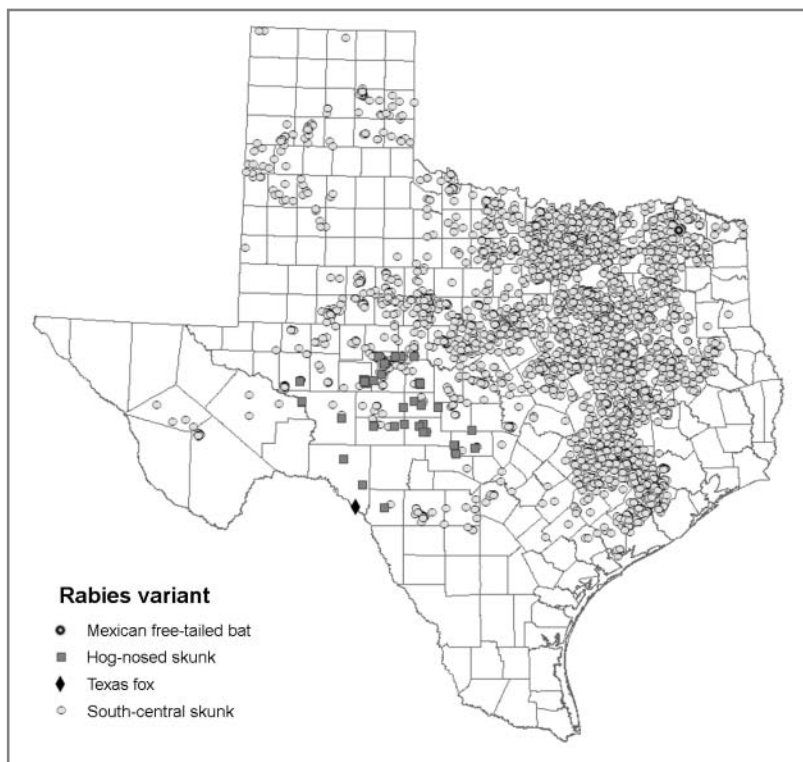 Rabies variant
Mexican free-tailed bat
Hog-nosed skunk
Texas fox
South-central skunk